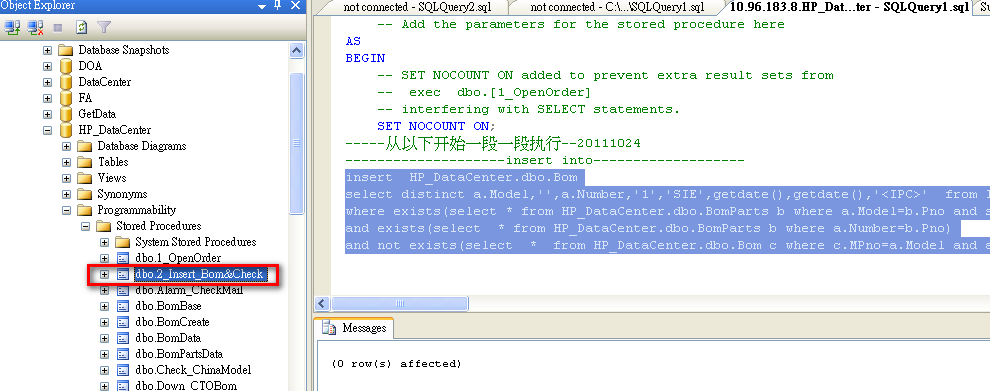 Object Explorer
Database Snapshots
DOA
DataCenter
FA
GetData
HP_DataCenter
Database Diagrams
Tables
Views
Synonyms
Programmability
Stored Procedures
System Stored Procedures
dbo.1_OpenOrder
dbo.2_Insert_Bom&Check
dbo.Alarm_CheckMail
dbo.BomBase
dbo.BomCreate
dbo.BomData
dbo.BomPartsData
dbo.Check_ChinaModel
dbo.Down_CTOBom
not connected - SQLQuery2.sql
not connected - C:\...\SQLQuery1.sql
10.96.183.8.HP_Dat...ter - SQLQuery1.sql
Su
-- Add the parameters for the stored procedure here
AS
BEGIN
-- SET NOCOUNT ON added to prevent extra result sets from
--  exec  dbo.[1_OpenOrder]
-- interfering with SELECT statements.
SET NOCOUNT ON;
-----从以下开始一段一段执行--20111024
--------------------insert into-------------------
insert  HP_DataCenter.dbo.Bom
select distinct a.Model,'',a.Number,'1','SIE',getdate(),getdate(),'<IPC>'  from
where exists(select * from HP_DataCenter.dbo.BomParts b where a.Model=b.Pno and s
and exists(select  * from HP_DataCenter.dbo.BomParts b where a.Number=b.Pno)
and not exists(select  *  from HP_DataCenter.dbo.Bom c where c.MPno=a.Model and a
Messages
(0 row(s) affected)